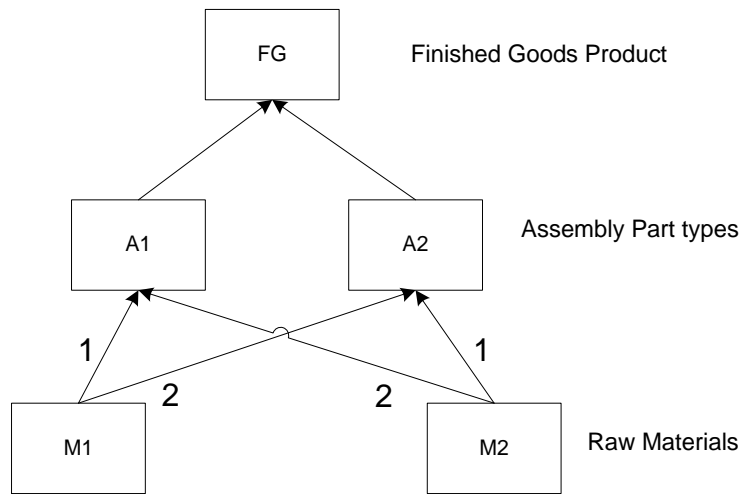 FG
Finished Goods Product
A1
A2
Assembly Part types
1
2
2
1
M1
M2
Raw Materials